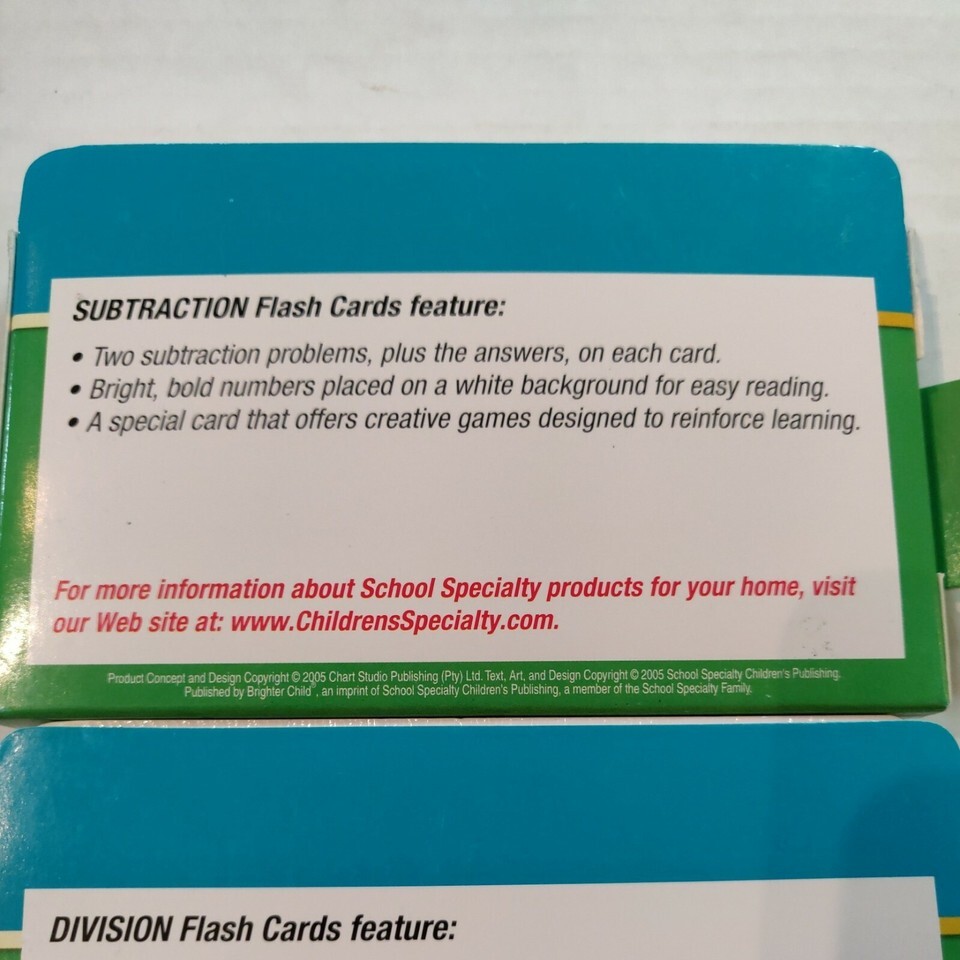 SUBTRACTION Flash Cards feature:
• Two subtraction problems, plus the answers, on each card.
• Bright, bold numbers placed on a white background for easy reading.
• A special card that offers creative games designed to reinforce learning.
For more information about School Specialty products for your home, visit
our Web site at: www.ChildrensSpecialty.com.
Product Concept and Design Copyright © 2005 Chart Studio Publishing (Pty) Ltd. Text, Art, and Design Copyright © 2005 School Specialty Children's Publishing.
Published by Brighter Child, an imprint of School Specialty Children's Publishing, a member of the School Specialty Family.
DIVISION Flash Cards feature: